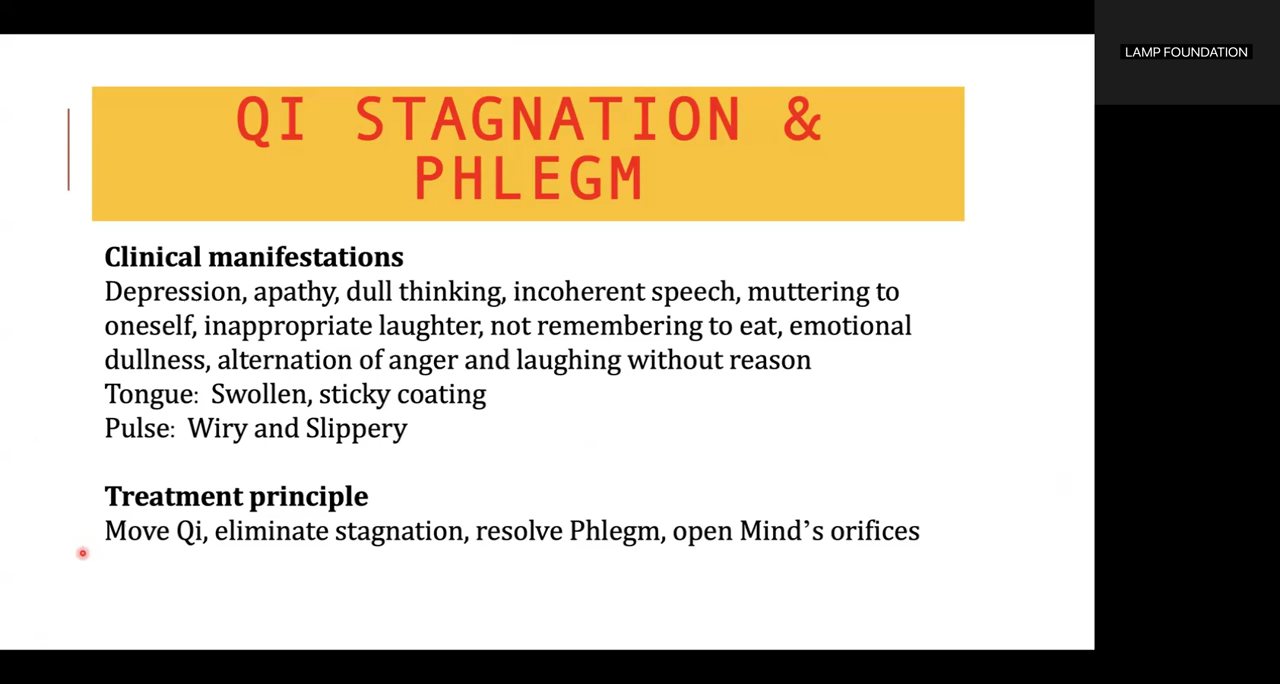 LAMP FOUNDATION
QI STAGNATION &
PHLEGM
Clinical manifestations
Depression, apathy, dull thinking, incoherent speech, muttering to
oneself, inappropriate laughter, not remembering to eat, emotional
dullness, alternation of anger and laughing without reason
Tongue:  Swollen, sticky coating
Pulse:  Wiry and Slippery
Treatment principle
Move Qi, eliminate stagnation, resolve Phlegm, open Mind’s orifices